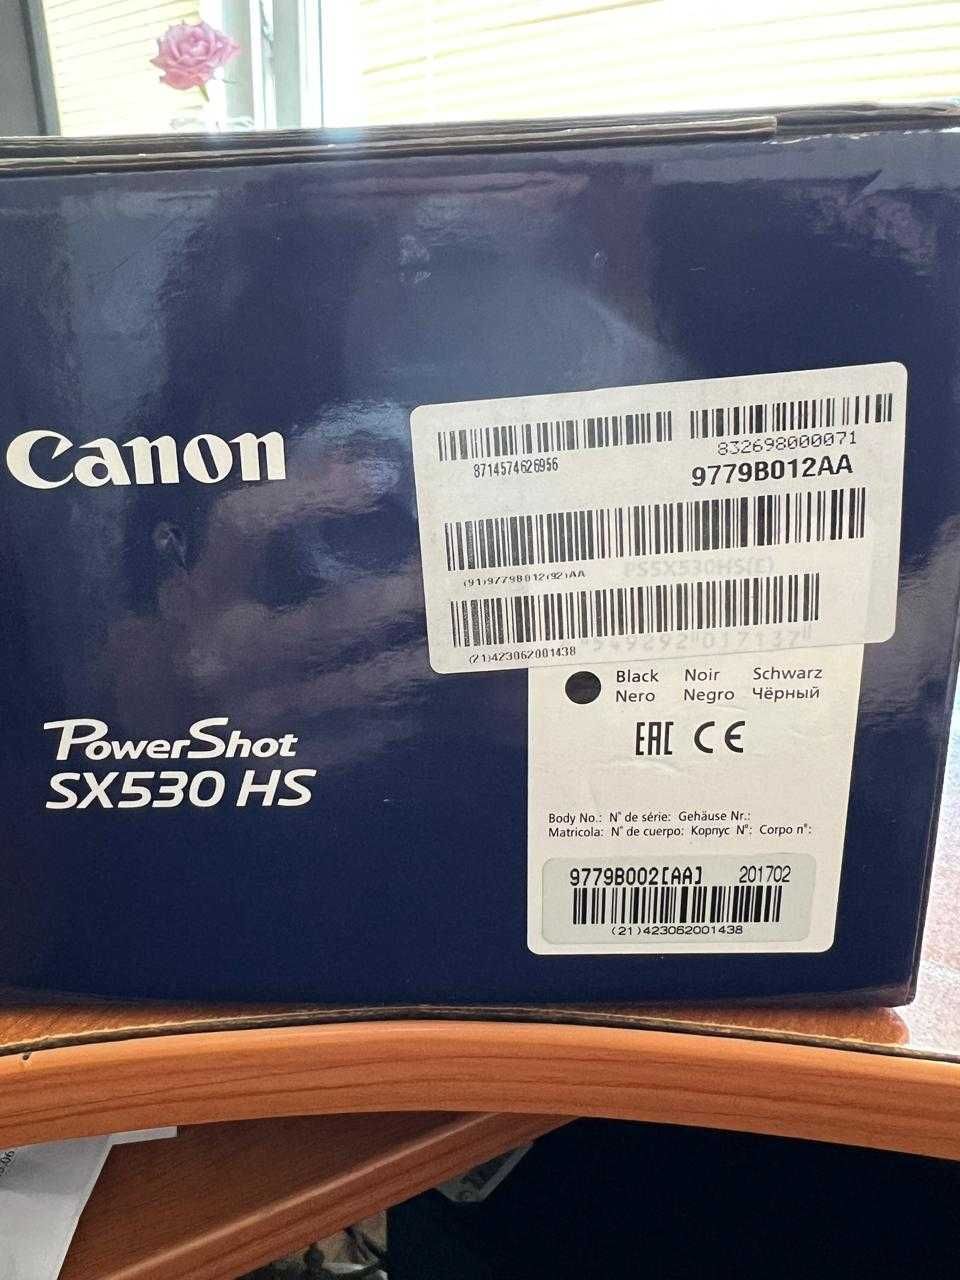 Canon
PowerShot
SX530 HS
8714574626956
832698000071
9779B012AA
(91)9779B012(92)AA
PSSX530HS(E)
(21)423062001438
549292 017137
Black Noir Schwarz
Nero Negro Чёрный
EAC CE
Body No.: N° de série: Gehäuse Nr.:
Matricola: N° de cuerpo: Корпус N°: Corpo n°:
9779B002[AA] 201702
(21)423062001438